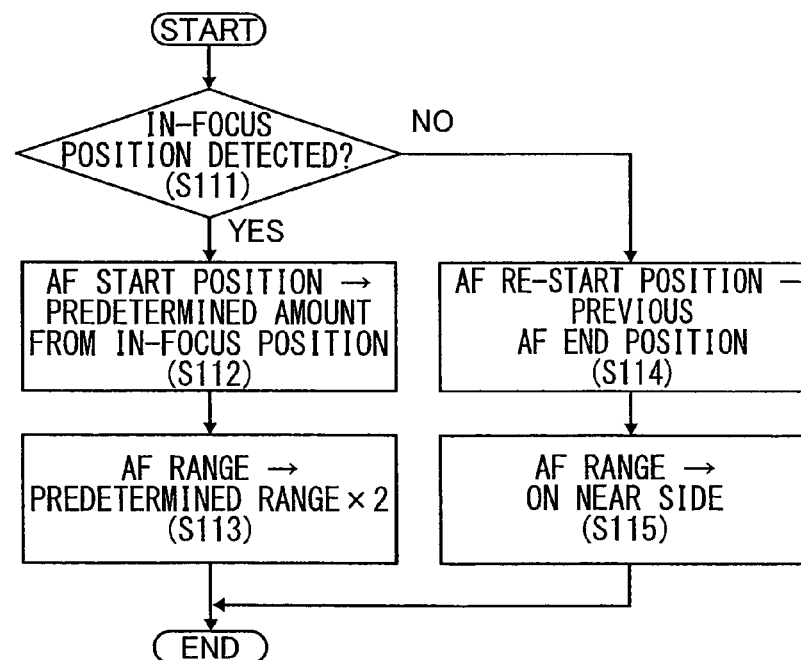 START
IN-FOCUS
POSITION DETECTED?
(S111)
NO
YES
AF START POSITION →
PREDETERMINED AMOUNT
FROM IN-FOCUS POSITION
(S112)
AF RE-START POSITION –
PREVIOUS
AF END POSITION
(S114)
AF RANGE →
PREDETERMINED RANGE×2
(S113)
AF RANGE →
ON NEAR SIDE
(S115)
END